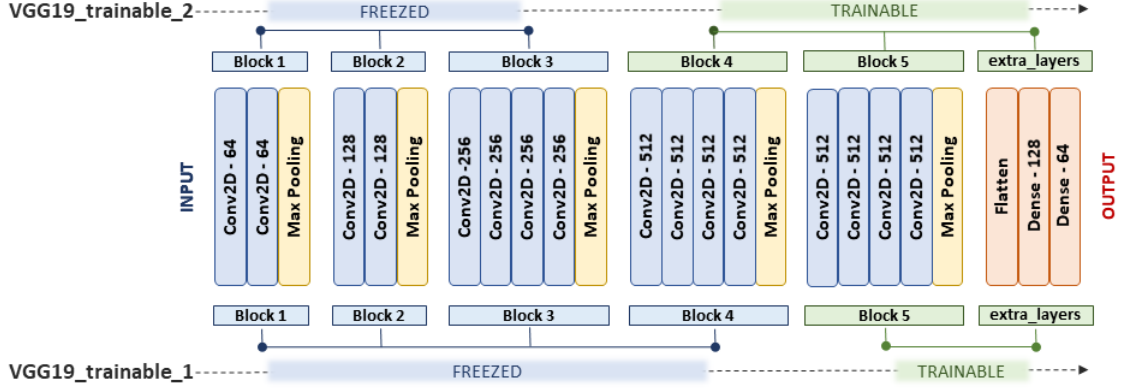 VGG19_trainable_2
FREEZED
TRAINABLE
Block 1
Block 2
Block 3
Block 4
Block 5
extra_layers
INPUT
Conv2D - 64
Conv2D - 64
Max Pooling
Conv2D - 128
Conv2D - 128
Max Pooling
Conv2D -256
Conv2D - 256
Conv2D - 256
Conv2D - 256
Max Pooling
Conv2D - 512
Conv2D - 512
Conv2D - 512
Conv2D - 512
Max Pooling
Conv2D - 512
Conv2D - 512
Conv2D - 512
Conv2D - 512
Max Pooling
Flatten
Dense - 128
Dense - 64
OUTPUT
Block 1
Block 2
Block 3
Block 4
Block 5
extra_layers
VGG19_trainable_1
FREEZED
TRAINABLE